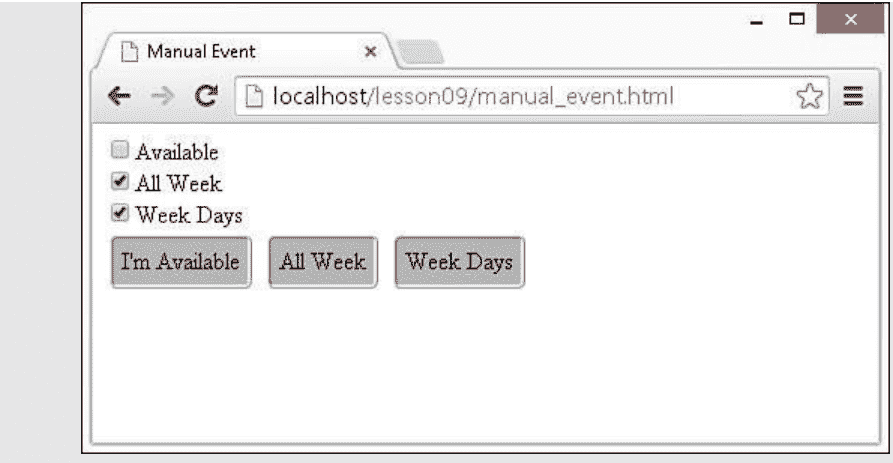 Manual Event
localhost/lesson09/manual_event.html
Available
All Week
Week Days
I'm Available All Week Week Days